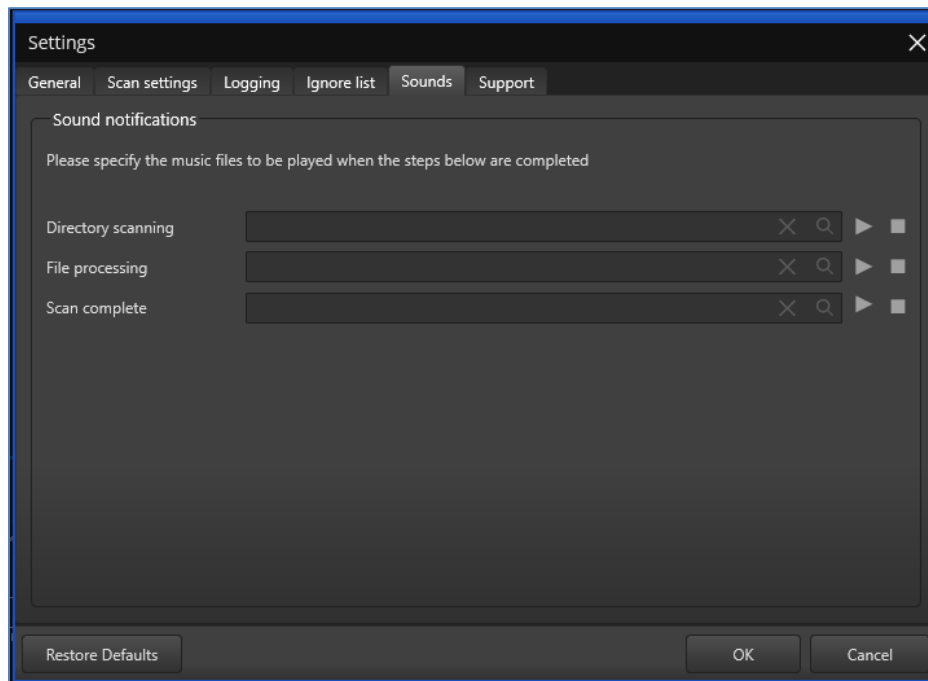 Settings
General Scan settings Logging Ignore list Sounds Support
Sound notifications
Please specify the music files to be played when the steps below are completed
Directory scanning
File processing
Scan complete
Restore Defaults OK Cancel